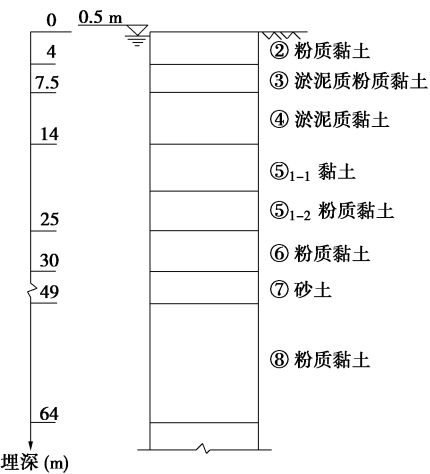 0
0.5 m
② 粉质黏土
4
③ 淤泥质粉质黏土
7.5
④ 淤泥质黏土
14
⑤1-1 黏土
⑤1-2 粉质黏土
25
⑥ 粉质黏土
30
⑦ 砂土
49
⑧ 粉质黏土
64
埋深 (m)